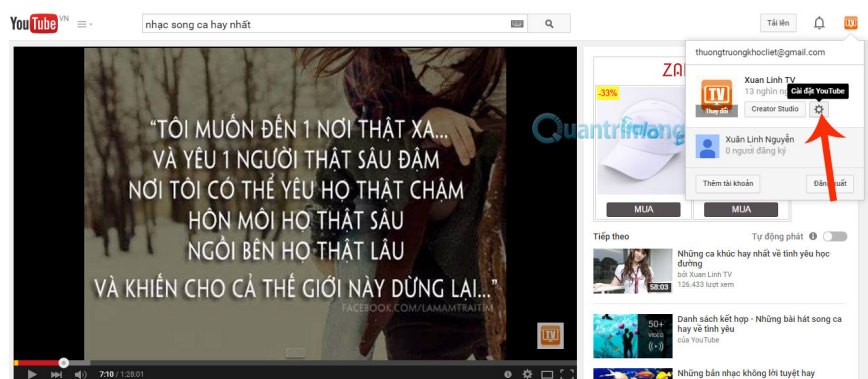 YouTube VN
nhạc song ca hay nhất
Tải lên
thuongtruongkhocliet@gmail.com
Xuan Linh TV
13 nghìn
Cài đặt YouTube
TV
Thay đổi
Creator Studio
Xuân Linh Nguyễn
0 người đăng ký
Thêm tài khoản
Đăng xuất
-33%
Quantrimang
MUA
MUA
"TÔI MUỐN ĐẾN 1 NƠI THẬT XA...
VÀ YÊU 1 NGƯỜI THẬT SÂU ĐẬM
NƠI TÔI CÓ THỂ YÊU HỌ THẬT CHẬM
HÔN MÔI HỌ THẬT SÂU
NGỒI BÊN HỌ THẬT LÂU
VÀ KHIẾN CHO CẢ THẾ GIỚI NÀY DỪNG LẠI..."
FACEBOOK.COM/LAMAMTRAITIM
TV
7:10 / 1:28:01
Tiếp theo
Tự động phát
Những ca khúc hay nhất về tình yêu học
đường
bởi Xuan Linh TV
126.433 lượt xem
58:03
Danh sách kết hợp - Những bài hát song ca
hay về tình yêu
của YouTube
50+
VIDEO
Những bản nhạc không lời tuyệt hay